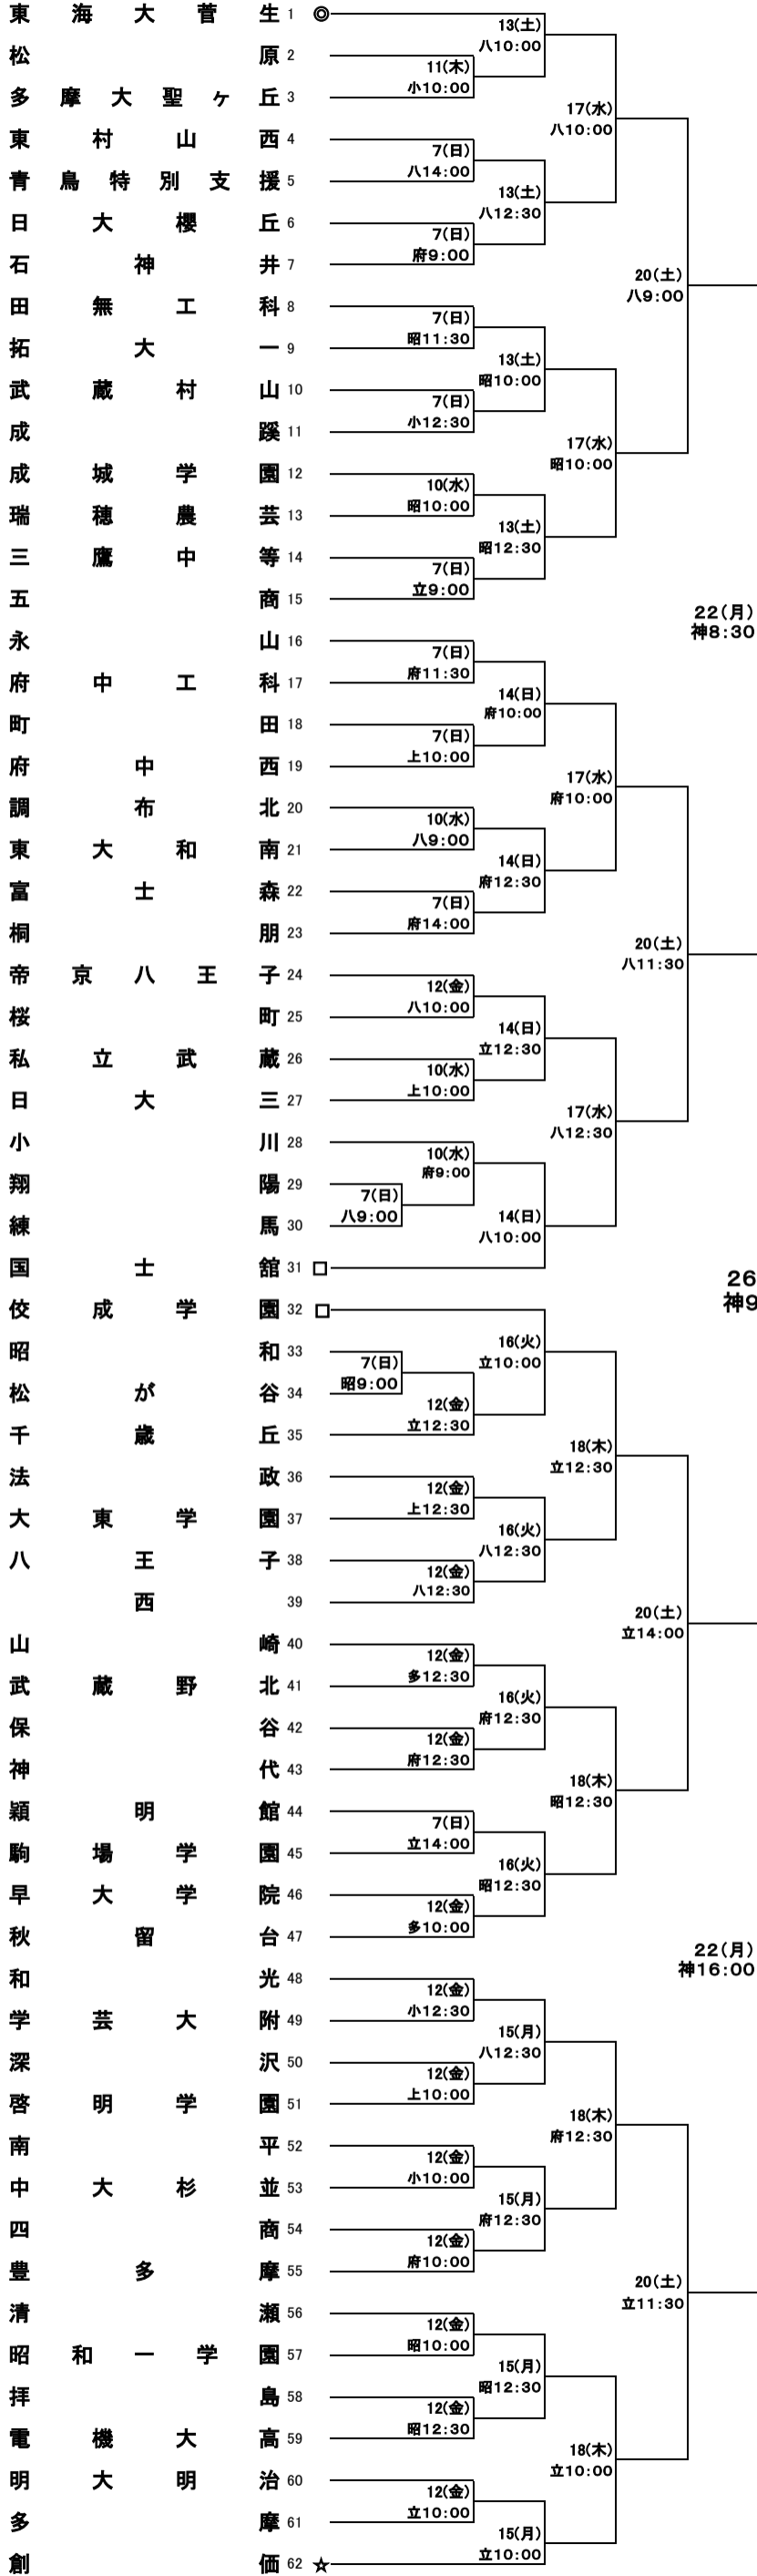 東海大菅生 1 ◎
13(土)
八10:00
松原 2
11(木)
小10:00
多摩大聖ヶ丘 3
17(水)
八10:00
東村山西 4
7(日)
八14:00
青鳥特別支援 5
13(土)
八12:30
日大櫻丘 6
7(日)
府9:00
石神井 7
20(土)
八9:00
田無工科 8
7(日)
昭11:30
拓大一 9
13(土)
昭10:00
武蔵村山 10
7(日)
小12:30
成蹊 11
17(水)
昭10:00
成城学園 12
10(水)
昭10:00
瑞穂農芸 13
13(土)
昭12:30
三鷹中等 14
7(日)
立9:00
五商 15
22(月)
神8:30
永山 16
7(日)
府11:30
府中工科 17
14(日)
府10:00
町田 18
7(日)
上10:00
府中西 19
17(水)
府10:00
調布北 20
10(水)
八9:00
東大和南 21
14(日)
府12:30
富士森 22
7(日)
府14:00
桐朋 23
20(土)
八11:30
帝京八王子 24
12(金)
八10:00
桜町 25
14(日)
立12:30
私立武蔵 26
10(水)
上10:00
日大三 27
17(水)
八12:30
小川 28
10(水)
府9:00
翔陽 29
7(日)
八9:00
練馬 30
14(日)
八10:00
国士舘 31 □
26
神9
佼成学園 32 □
16(火)
立10:00
昭和 33
7(日)
昭9:00
松が谷 34
12(金)
立12:30
千歳丘 35
18(木)
立12:30
法政 36
12(金)
上12:30
大東学園 37
16(火)
八12:30
八王子 38
12(金)
八12:30
西 39
20(土)
立14:00
山崎 40
12(金)
多12:30
武蔵野北 41
16(火)
府12:30
保谷 42
12(金)
府12:30
神代 43
18(木)
昭12:30
穎明館 44
7(日)
立14:00
駒場学園 45
16(火)
昭12:30
早大学院 46
12(金)
多10:00
秋留台 47
22(月)
神16:00
和光 48
12(金)
小12:30
学芸大附 49
15(月)
八12:30
深沢 50
12(金)
上10:00
啓明学園 51
18(木)
府12:30
南平 52
12(金)
小10:00
中大杉並 53
15(月)
府12:30
四商 54
12(金)
府10:00
豊多摩 55
20(土)
立11:30
清瀬 56
12(金)
昭10:00
昭和一学園 57
15(月)
昭12:30
拝島 58
12(金)
昭12:30
電機大高 59
18(木)
立10:00
明大明治 60
12(金)
立10:00
多摩 61
15(月)
立10:00
創価 62 ☆